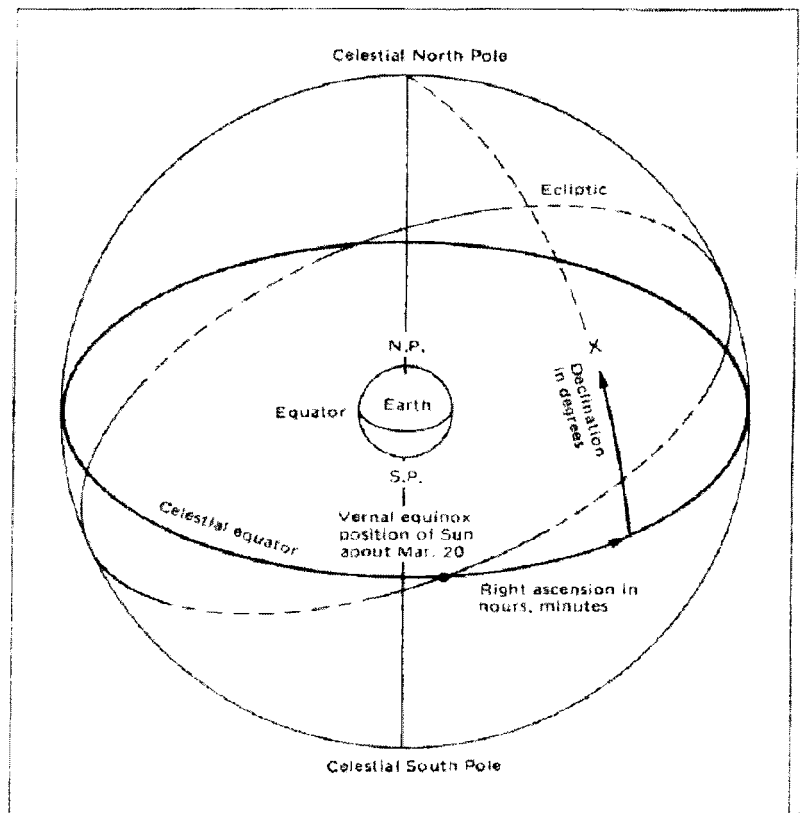 Celestial North Pole
Ecliptic
N.P.
X
Declination
in degrees
Equator
Earth
S.P.
Celestial equator
Vernal equinox
position of Sun
about Mar. 20
Right ascension in
hours, minutes
Celestial South Pole